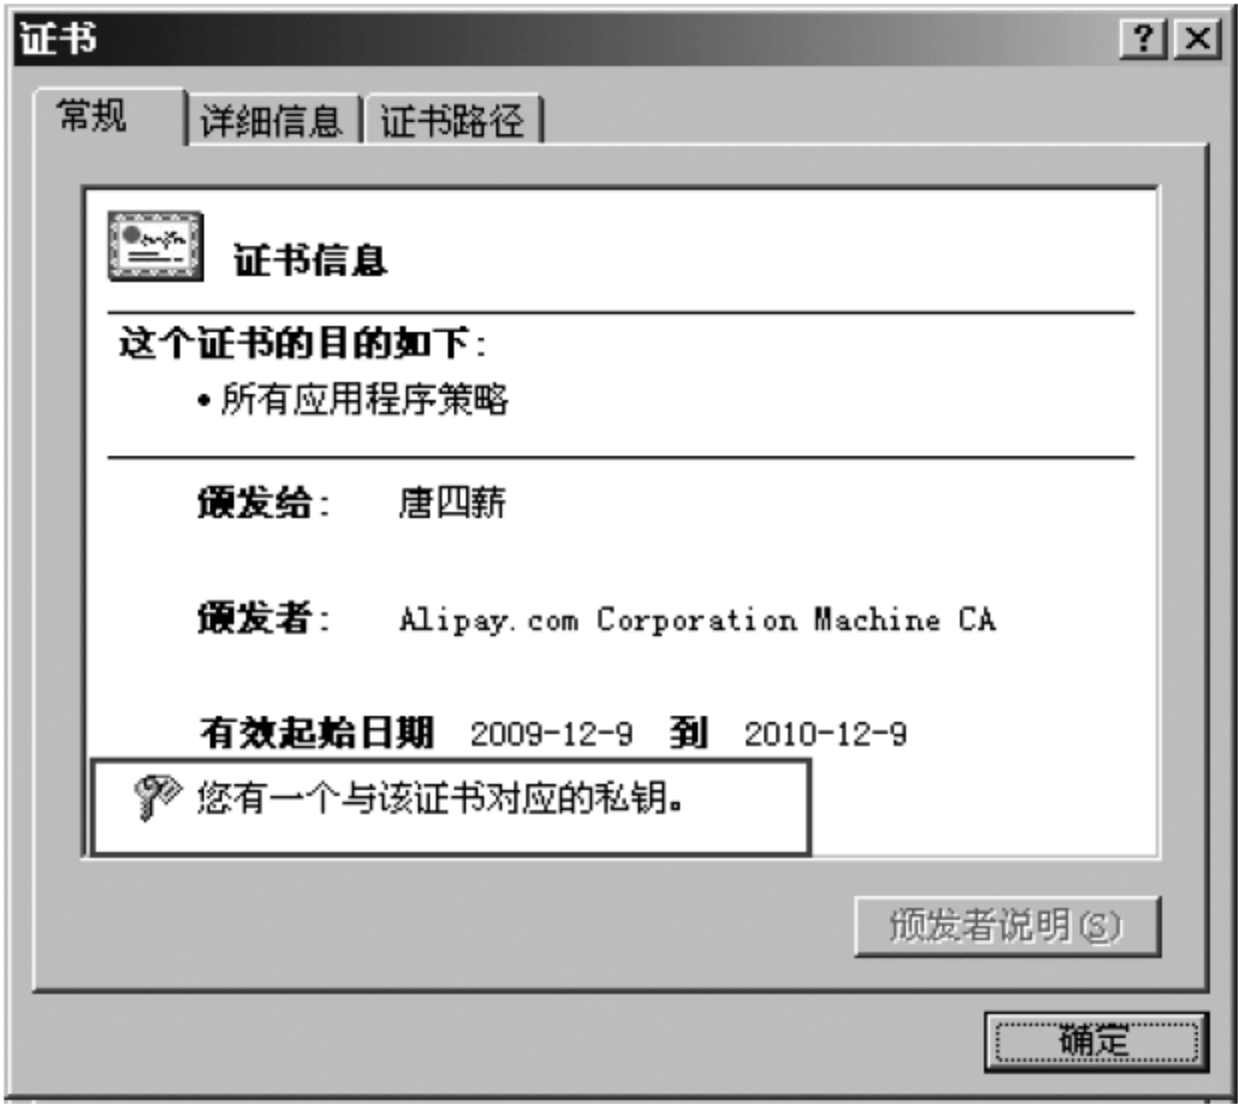 证书
常规 详细信息 证书路径
证书信息
这个证书的目的如下:
•所有应用程序策略
颁发给: 唐四薪
颁发者: Alipay.com Corporation Machine CA
有效起始日期 2009-12-9 到 2010-12-9
您有一个与该证书对应的私钥。
颁发者说明(S)
确定